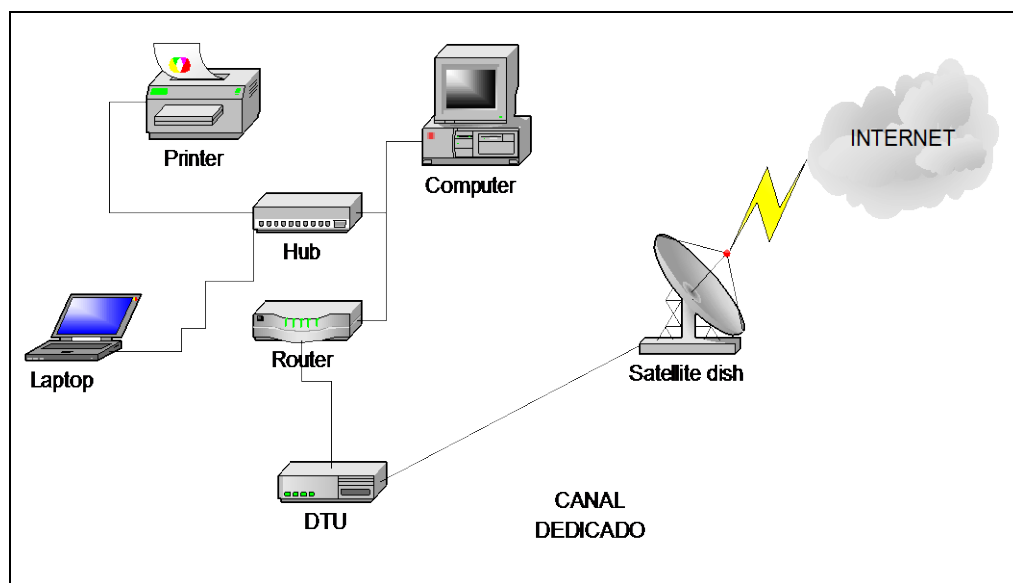 Printer
Computer
INTERNET
Hub
Laptop
Router
Satellite dish
DTU
CANAL
DEDICADO